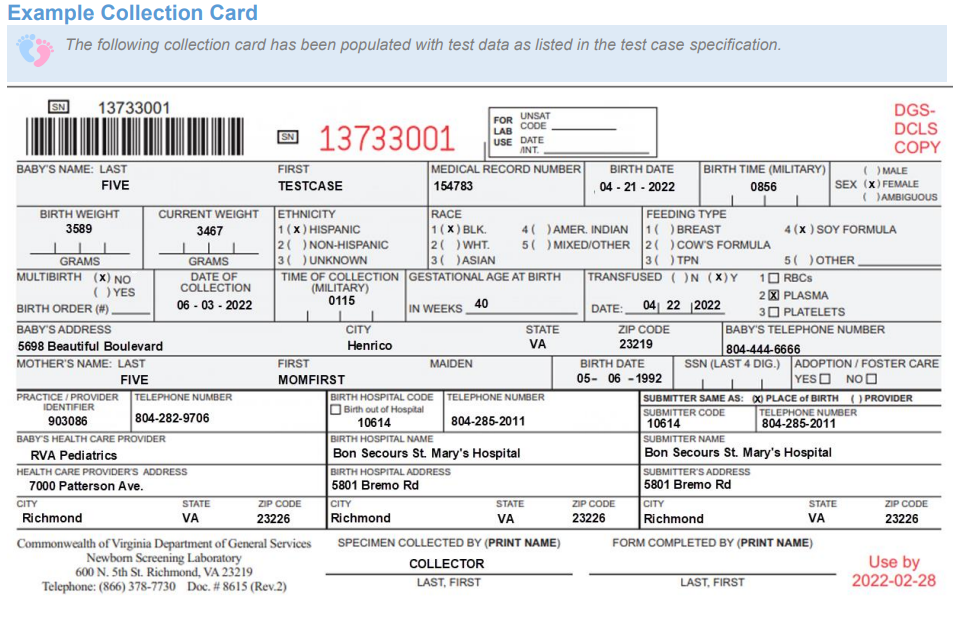 Example Collection Card
The following collection card has been populated with test data as listed in the test case specification.
SN 13733001
SN 13733001
FOR LAB USE
UNSAT CODE
DATE /INT.
DGS-
DCLS
COPY
BABY'S NAME: LAST FIRST MEDICAL RECORD NUMBER BIRTH DATE BIRTH TIME (MILITARY) SEX ( ) MALE
FIVE TESTCASE 154783 04 - 21 - 2022 0856 (x) FEMALE
( ) AMBIGUOUS
BIRTH WEIGHT CURRENT WEIGHT ETHNICITY RACE FEEDING TYPE
3589 3467 1 (x) HISPANIC 1 (x) BLK. 4 ( ) AMER. INDIAN 1 ( ) BREAST 4 (x) SOY FORMULA
2 ( ) NON-HISPANIC 2 ( ) WHT. 5 ( ) MIXED/OTHER 2 ( ) COW'S FORMULA
GRAMS GRAMS 3 ( ) UNKNOWN 3 ( ) ASIAN 3 ( ) TPN 5 ( ) OTHER
MULTIBIRTH (x) NO DATE OF COLLECTION TIME OF COLLECTION (MILITARY) GESTATIONAL AGE AT BIRTH TRANSFUSED ( ) N (x) Y 1 RBCs
( ) YES 06 - 03 - 2022 0115 2 X PLASMA
BIRTH ORDER (#) IN WEEKS 40 DATE: 04 22 2022 3 PLATELETS
BABY'S ADDRESS CITY STATE ZIP CODE BABY'S TELEPHONE NUMBER
5698 Beautiful Boulevard Henrico VA 23219 804-444-6666
MOTHER'S NAME: LAST FIRST MAIDEN BIRTH DATE SSN (LAST 4 DIG.) ADOPTION / FOSTER CARE
FIVE MOMFIRST 05- 06 -1992 YES NO
PRACTICE / PROVIDER IDENTIFIER TELEPHONE NUMBER BIRTH HOSPITAL CODE TELEPHONE NUMBER SUBMITTER SAME AS: (x) PLACE of BIRTH ( ) PROVIDER
Birth out of Hospital SUBMITTER CODE TELEPHONE NUMBER
903086 804-282-9706 10614 804-285-2011 10614 804-285-2011
BABY'S HEALTH CARE PROVIDER BIRTH HOSPITAL NAME SUBMITTER NAME
RVA Pediatrics Bon Secours St. Mary's Hospital Bon Secours St. Mary's Hospital
HEALTH CARE PROVIDER'S ADDRESS BIRTH HOSPITAL ADDRESS SUBMITTER'S ADDRESS
7000 Patterson Ave. 5801 Bremo Rd 5801 Bremo Rd
CITY STATE ZIP CODE CITY STATE ZIP CODE CITY STATE ZIP CODE
Richmond VA 23226 Richmond VA 23226 Richmond VA 23226
Commonwealth of Virginia Department of General Services
Newborn Screening Laboratory
600 N. 5th St. Richmond, VA 23219
Telephone: (866) 378-7730 Doc. # 8615 (Rev.2)
SPECIMEN COLLECTED BY (PRINT NAME)
COLLECTOR
LAST, FIRST
FORM COMPLETED BY (PRINT NAME)
LAST, FIRST
Use by
2022-02-28